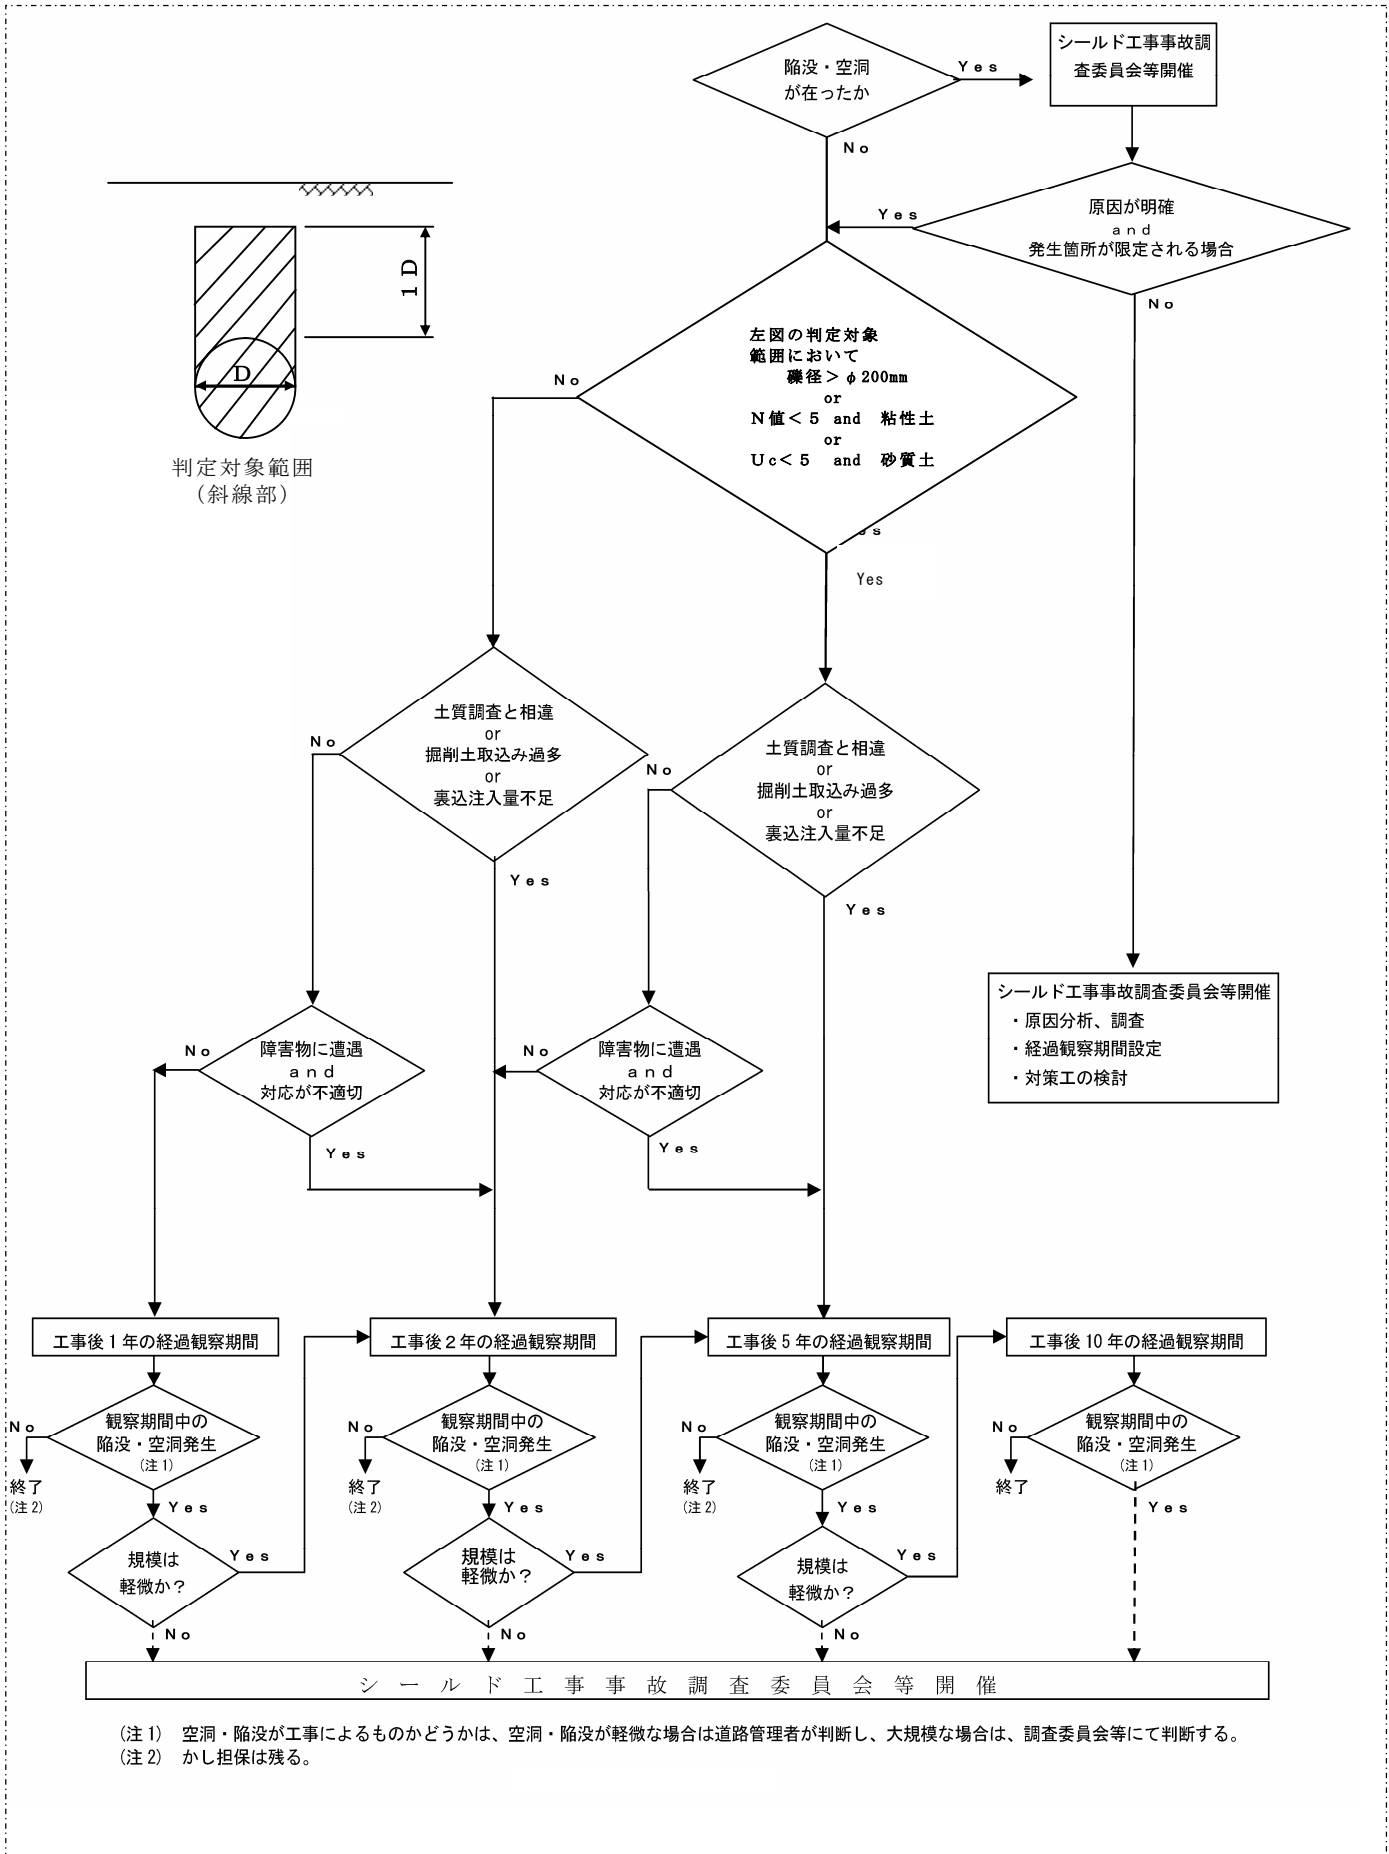 陥没・空洞
が在ったか
Yes
シールド工事事故調
査委員会等開催
No
原因が明確
and
発生箇所が限定される場合
Yes
No
1D
D
判定対象範囲
(斜線部)
左図の判定対象
範囲において
礫径>φ200mm
or
N値<5 and 粘性土
or
Uc<5 and 砂質土
No
Yes
土質調査と相違
or
掘削土取込み過多
or
裏込注入量不足
No
Yes
土質調査と相違
or
掘削土取込み過多
or
裏込注入量不足
No
Yes
シールド工事事故調査委員会等開催
・原因分析、調査
・経過観察期間設定
・対策工の検討
障害物に遭遇
and
対応が不適切
No
Yes
障害物に遭遇
and
対応が不適切
No
Yes
工事後1年の経過観察期間
工事後2年の経過観察期間
工事後5年の経過観察期間
工事後10年の経過観察期間
観察期間中の
陥没・空洞発生
(注1)
No
終了
(注2)
Yes
規模は
軽微か?
Yes
No
観察期間中の
陥没・空洞発生
(注1)
No
終了
(注2)
Yes
規模は
軽微か?
Yes
No
観察期間中の
陥没・空洞発生
(注1)
No
終了
(注2)
Yes
規模は
軽微か?
Yes
No
観察期間中の
陥没・空洞発生
(注1)
No
終了
Yes
シールド工事事故調査委員会等開催
(注1) 空洞・陥没が工事によるものかどうかは、空洞・陥没が軽微な場合は道路管理者が判断し、大規模な場合は、調査委員会等にて判断する。
(注2) かし担保は残る。